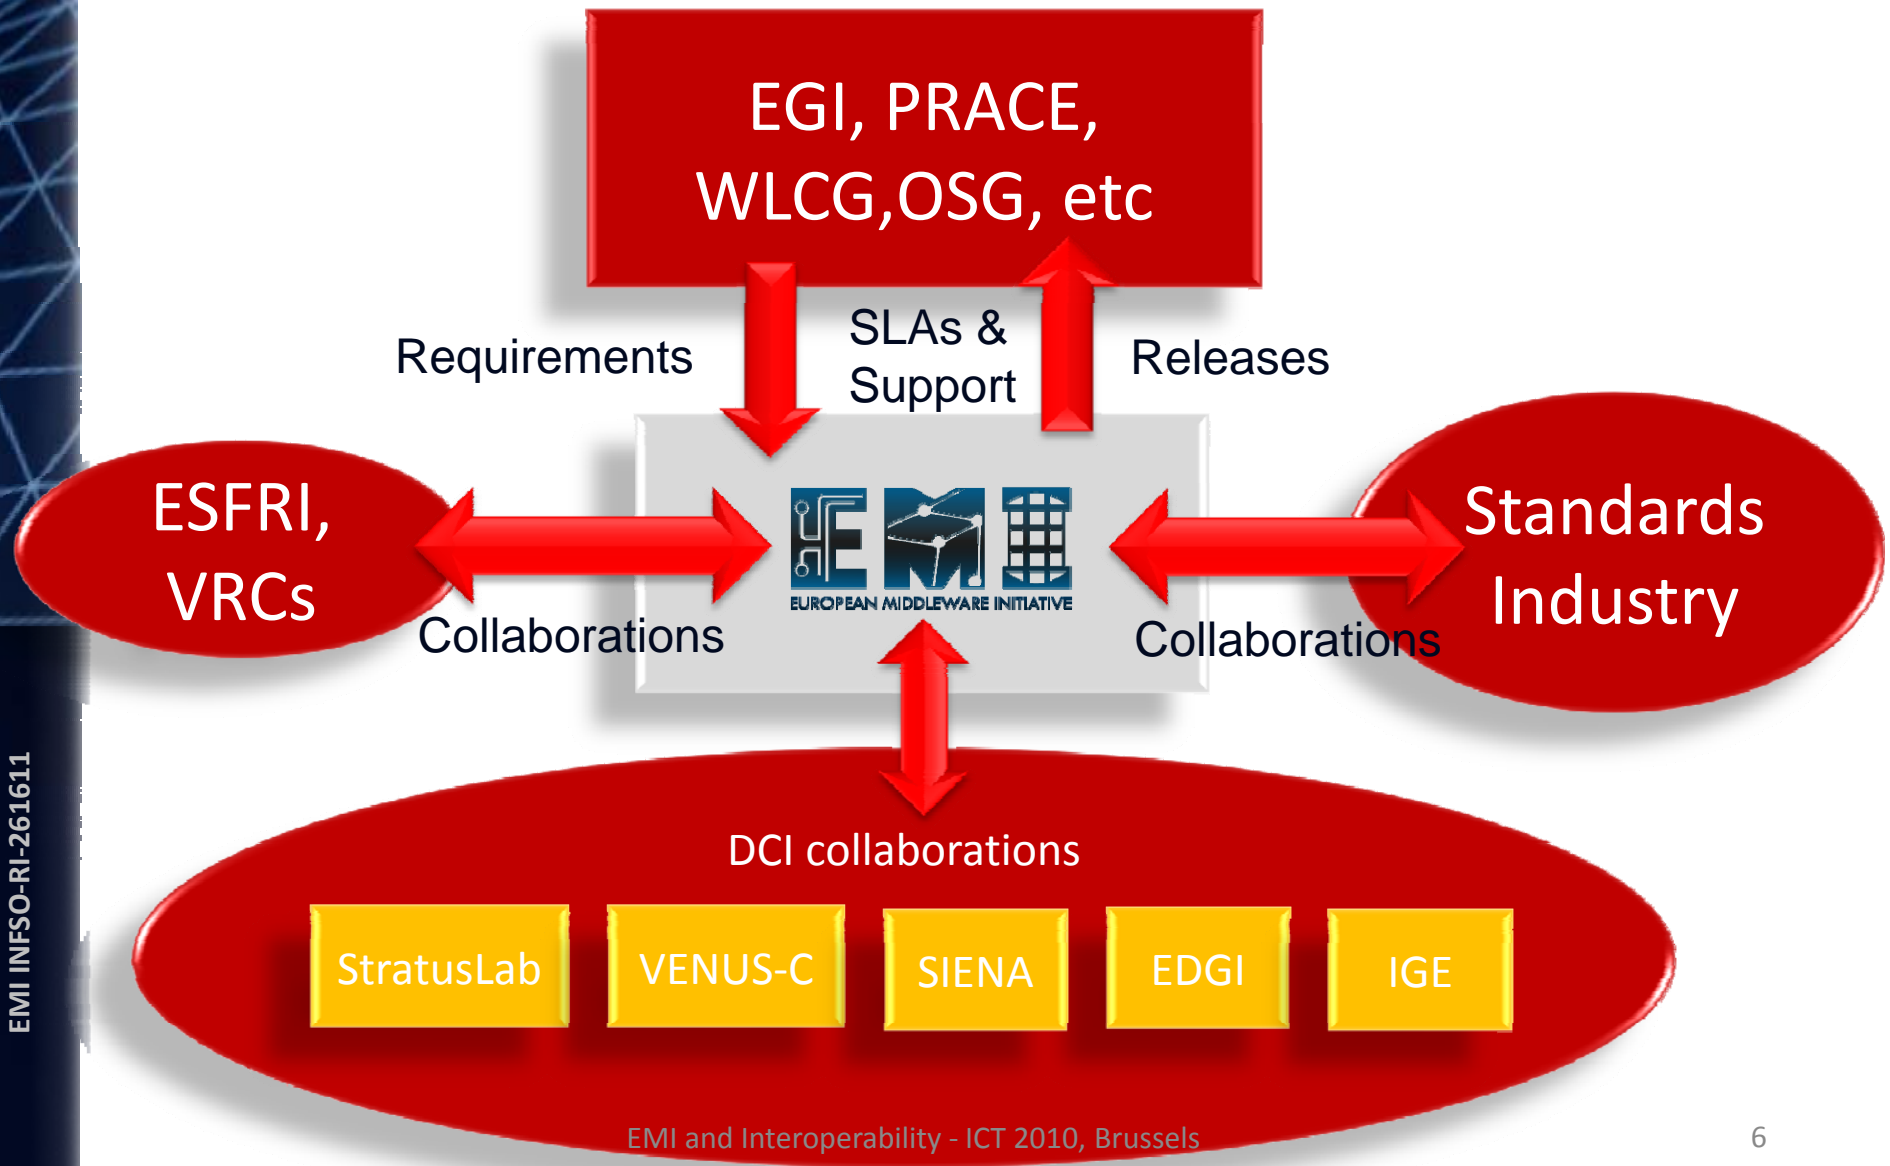 EGI, PRACE,
WLCG,OSG, etc
Requirements
SLAs &
Support
Releases
ESFRI,
VRCs
Collaborations
EMI
EUROPEAN MIDDLEWARE INITIATIVE
Collaborations
Standards
Industry
DCI collaborations
StratusLab
VENUS-C
SIENA
EDGI
IGE
EMI INFSO-RI-261611
EMI and Interoperability - ICT 2010, Brussels
6